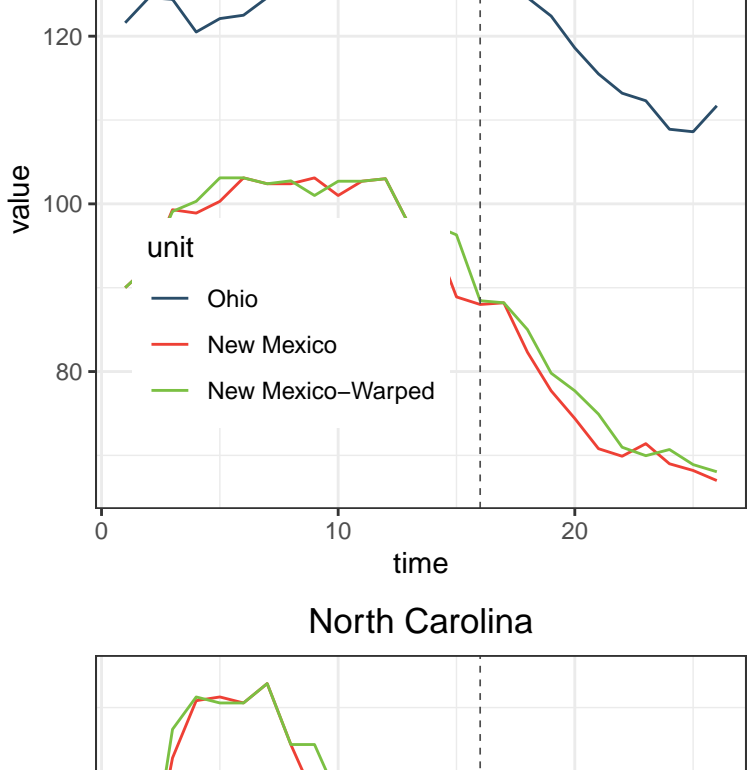 120
100
80
value
unit
Ohio
New Mexico
New Mexico–Warped
0 10 20
time
North Carolina